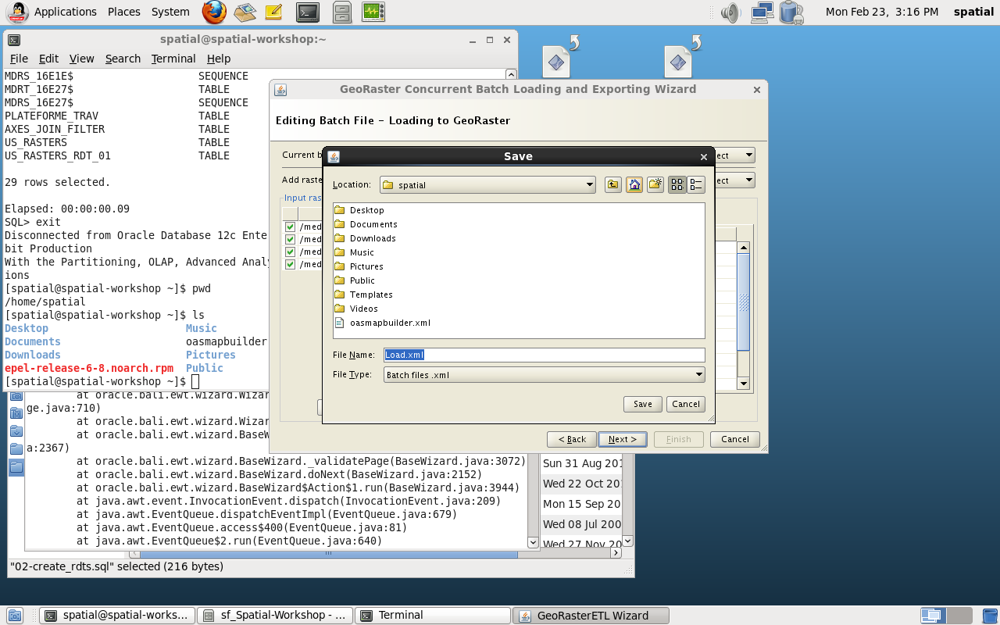 Applications Places System
Mon Feb 23, 3:16 PM spatial
spatial@spatial-workshop:~
File Edit View Search Terminal Help
MDRS_16E1E$ SEQUENCE
MDRT_16E27$ TABLE
MDRS_16E27$ SEQUENCE
PLATEFORME_TRAV TABLE
AXES_JOIN_FILTER TABLE
US_RASTERS TABLE
US_RASTERS_RDT_01 TABLE
29 rows selected.
Elapsed: 00:00:00.09
SQL> exit
Disconnected from Oracle Database 12c Ente
bit Production
With the Partitioning, OLAP, Advanced Analy
ions
[spatial@spatial-workshop ~]$ pwd
/home/spatial
[spatial@spatial-workshop ~]$ ls
Desktop Music
Documents oasmapbuilder
Downloads Pictures
epel-release-6-8.noarch.rpm Public
[spatial@spatial-workshop ~]$
GeoRaster Concurrent Batch Loading and Exporting Wizard
Editing Batch File - Loading to GeoRaster
Current b
ect
Add raste
ect
Input ras
/med
/med
/med
/med
Save
Location: spatial
Desktop
Documents
Downloads
Music
Pictures
Public
Templates
Videos
oasmapbuilder.xml
File Name: Load.xml
File Type: Batch files .xml
Save Cancel
< Back Next > Finish Cancel
at oracle.bali.ewt.wizard.Wizar
ge.java:710)
at oracle.bali.ewt.wizard.Wizar
at oracle.bali.ewt.wizard.BaseW
a:2367)
at oracle.bali.ewt.wizard.BaseWizard._validatePage(BaseWizard.java:3072)
at oracle.bali.ewt.wizard.BaseWizard.doNext(BaseWizard.java:2152)
at oracle.bali.ewt.wizard.BaseWizard$Action$1.run(BaseWizard.java:3944)
at java.awt.event.InvocationEvent.dispatch(InvocationEvent.java:209)
at java.awt.EventQueue.dispatchEventImpl(EventQueue.java:679)
at java.awt.EventQueue.access$400(EventQueue.java:81)
at java.awt.EventQueue$2.run(EventQueue.java:640)
Sun 31 Aug 201
Wed 22 Oct 20
Mon 15 Sep 20
Wed 08 Jul 200
Wed 27 Nov 20
"02-create_rdts.sql" selected (216 bytes)
spatial@spatial-works... sf_Spatial-Workshop - ... Terminal GeoRasterETL Wizard